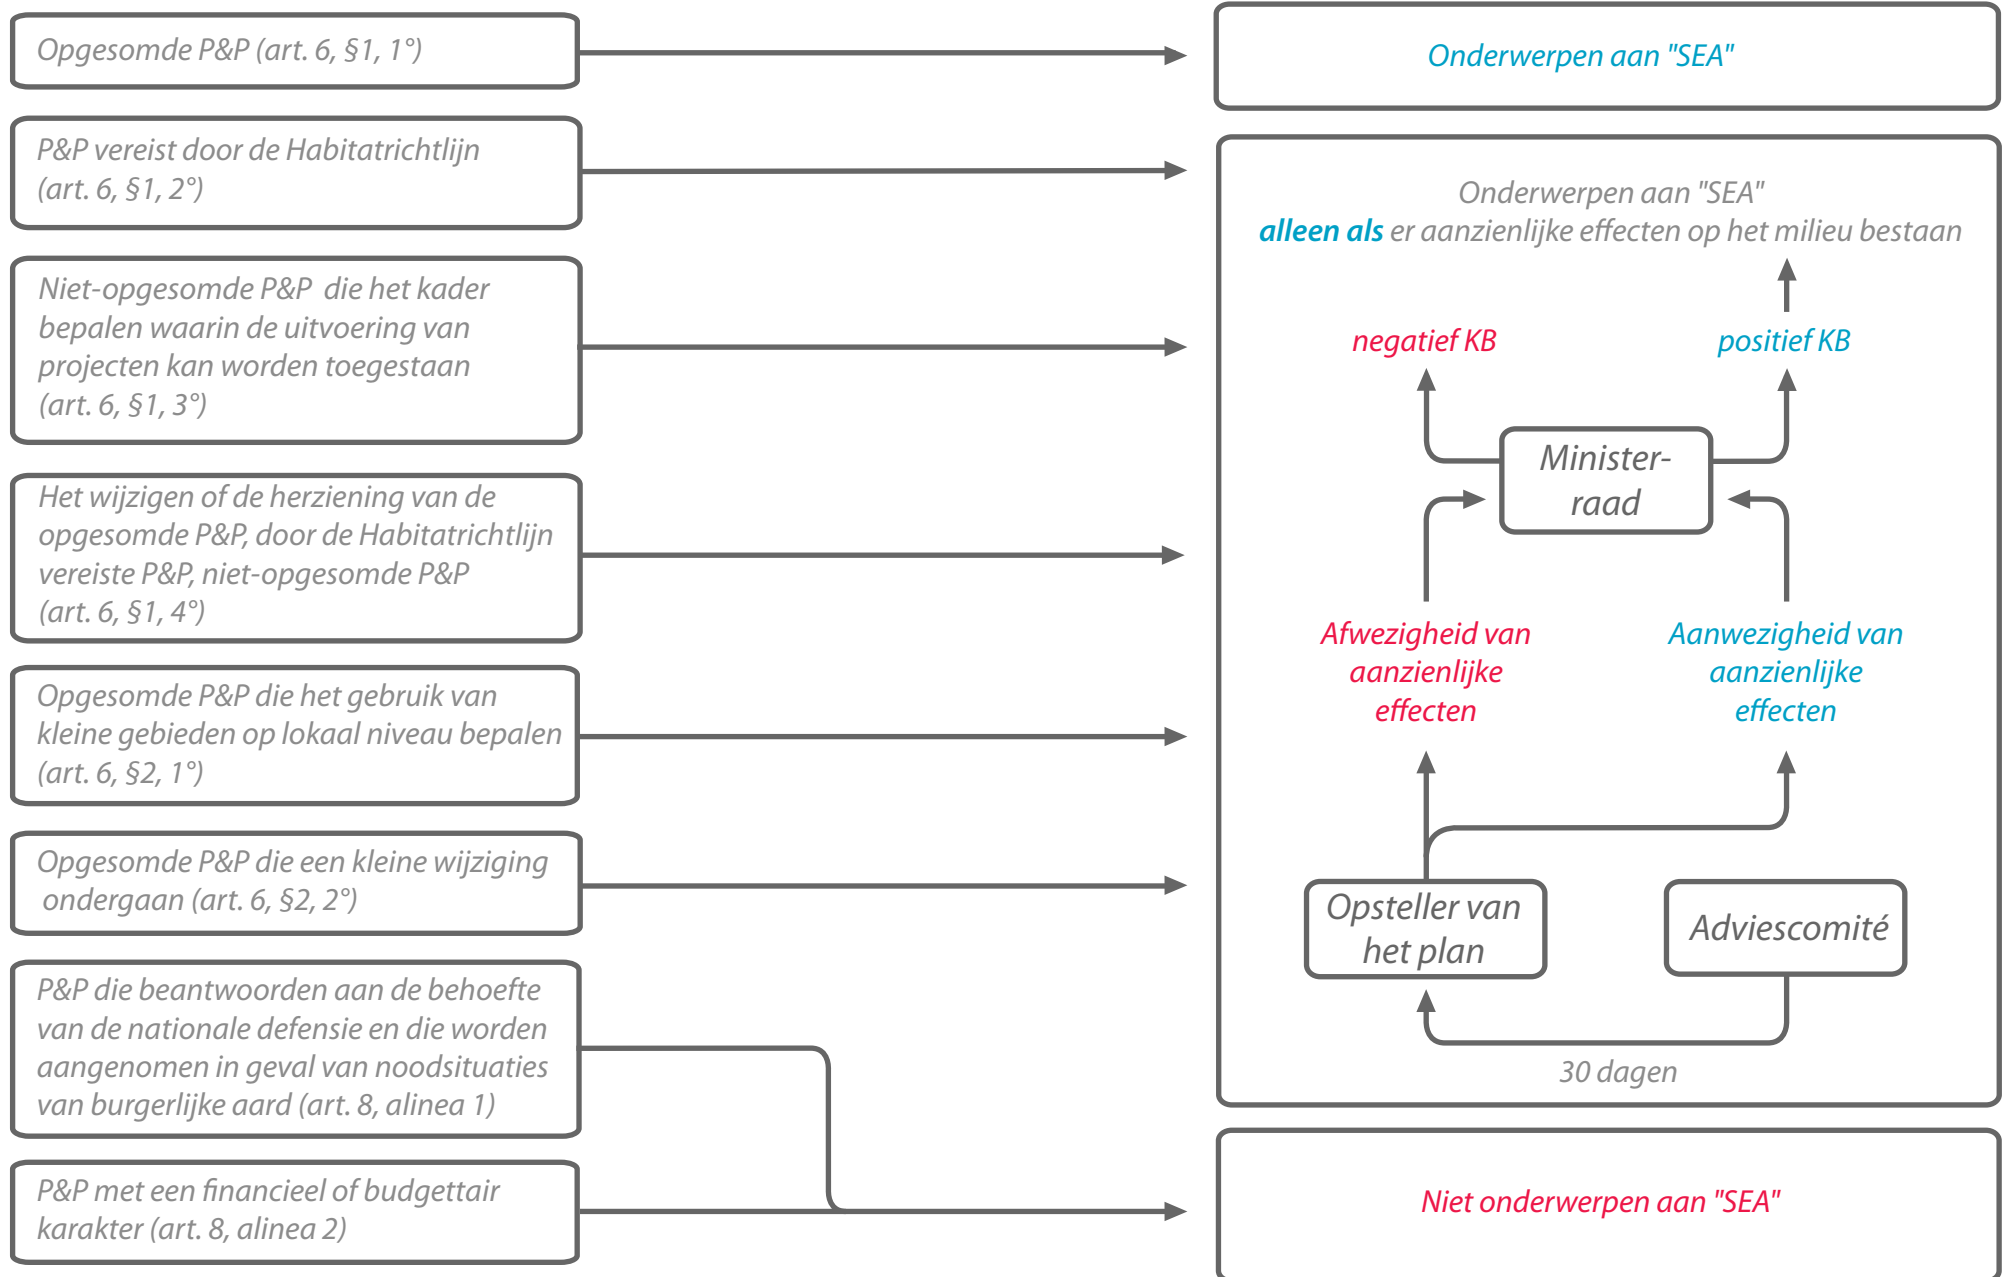 Opgesomde P&P (art. 6, §1, 1°)
Onderwerpen aan "SEA"
P&P vereist door de Habitatrichtlijn
(art. 6, §1, 2°)
Niet-opgesomde P&P die het kader
bepalen waarin de uitvoering van
projecten kan worden toegestaan
(art. 6, §1, 3°)
Het wijzigen of de herziening van de
opgesomde P&P, door de Habitatrichtlijn
vereiste P&P, niet-opgesomde P&P
(art. 6, §1, 4°)
Opgesomde P&P die het gebruik van
kleine gebieden op lokaal niveau bepalen
(art. 6, §2, 1°)
Opgesomde P&P die een kleine wijziging
ondergaan (art. 6, §2, 2°)
Onderwerpen aan "SEA"
alleen als er aanzienlijke effecten op het milieu bestaan
negatief KB
positief KB
Minister-
raad
Afwezigheid van
aanzienlijke
effecten
Aanwezigheid van
aanzienlijke
effecten
Opsteller van
het plan
Adviescomité
30 dagen
P&P die beantwoorden aan de behoefte
van de nationale defensie en die worden
aangenomen in geval van noodsituaties
van burgerlijke aard (art. 8, alinea 1)
P&P met een financieel of budgettair
karakter (art. 8, alinea 2)
Niet onderwerpen aan "SEA"